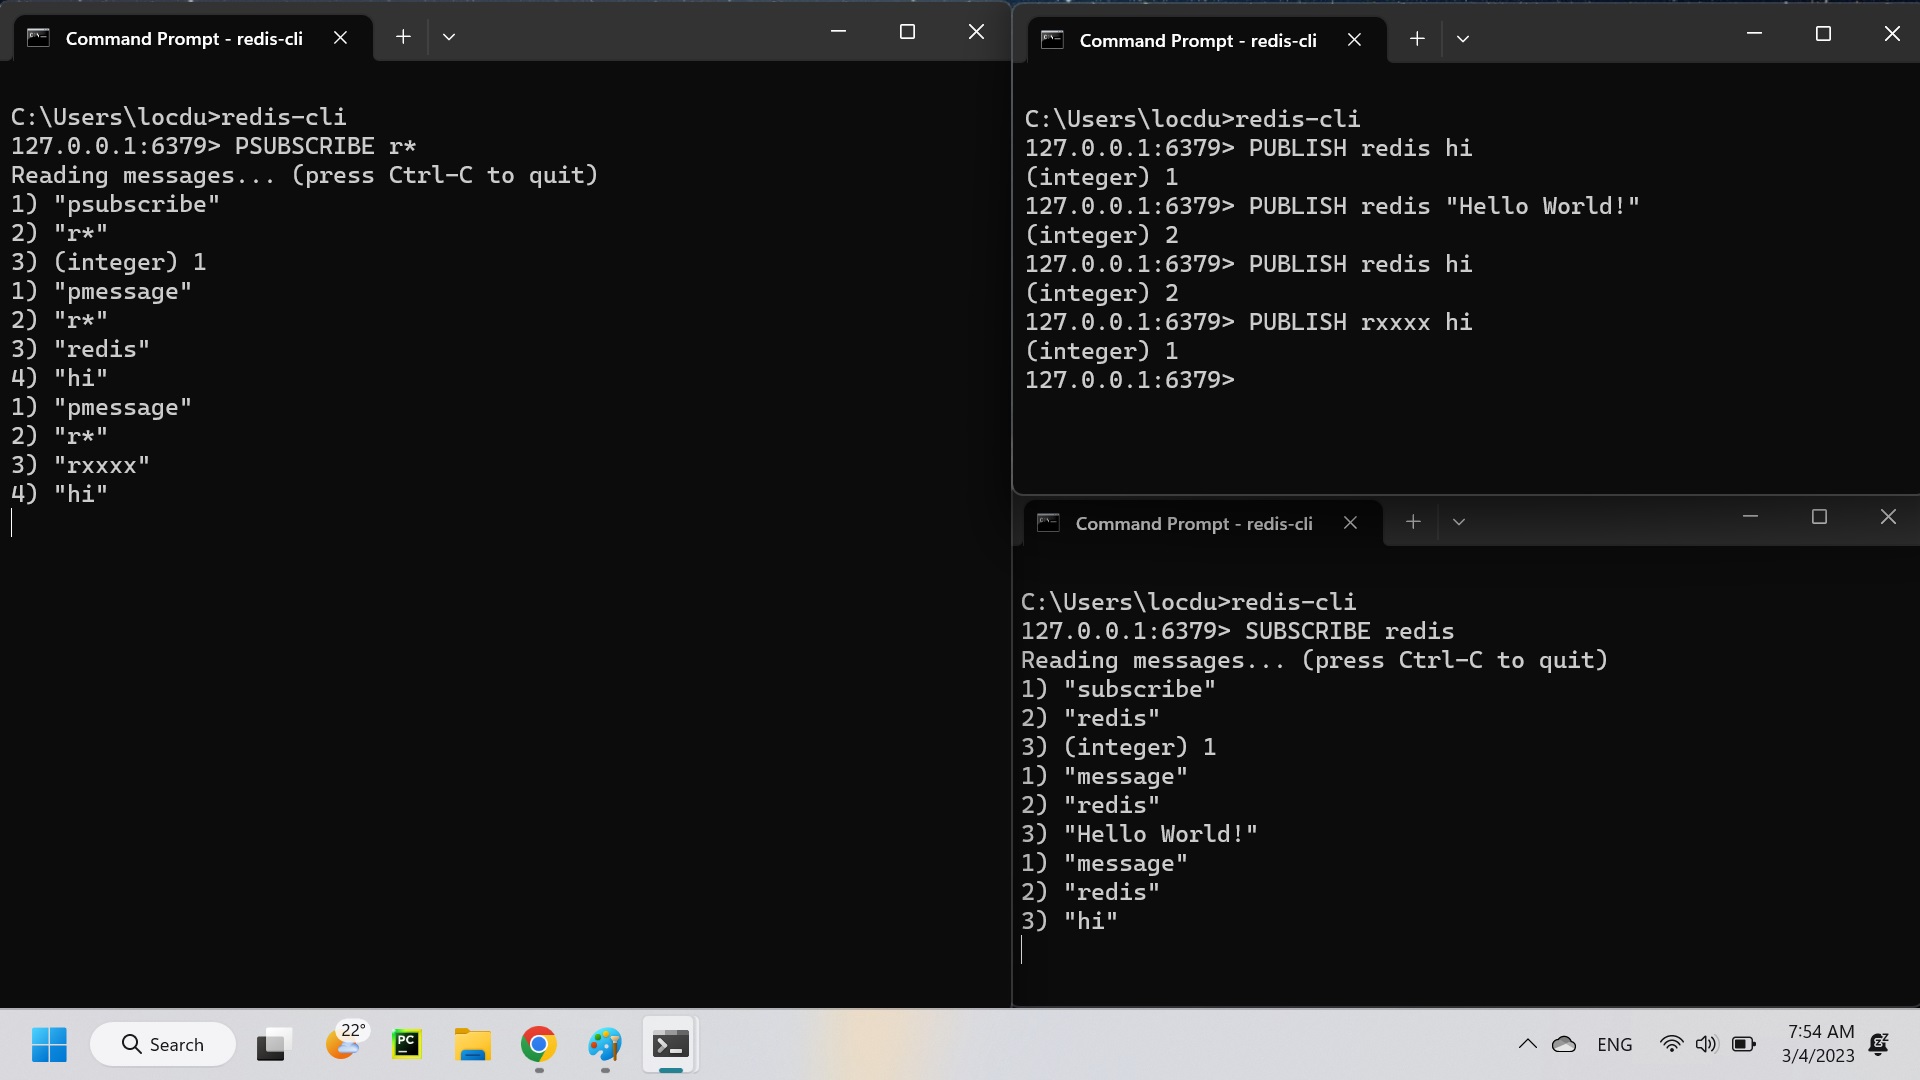 Command Prompt - redis-cli
C:\Users\locdu>redis-cli
127.0.0.1:6379> PSUBSCRIBE r*
Reading messages... (press Ctrl-C to quit)
1) "psubscribe"
2) "r*"
3) (integer) 1
1) "pmessage"
2) "r*"
3) "redis"
4) "hi"
1) "pmessage"
2) "r*"
3) "rxxxx"
4) "hi"
Command Prompt - redis-cli
C:\Users\locdu>redis-cli
127.0.0.1:6379> PUBLISH redis hi
(integer) 1
127.0.0.1:6379> PUBLISH redis "Hello World!"
(integer) 2
127.0.0.1:6379> PUBLISH redis hi
(integer) 2
127.0.0.1:6379> PUBLISH rxxxx hi
(integer) 1
127.0.0.1:6379>
Command Prompt - redis-cli
C:\Users\locdu>redis-cli
127.0.0.1:6379> SUBSCRIBE redis
Reading messages... (press Ctrl-C to quit)
1) "subscribe"
2) "redis"
3) (integer) 1
1) "message"
2) "redis"
3) "Hello World!"
1) "message"
2) "redis"
3) "hi"
Search
22°
PC
ENG
7:54 AM
3/4/2023